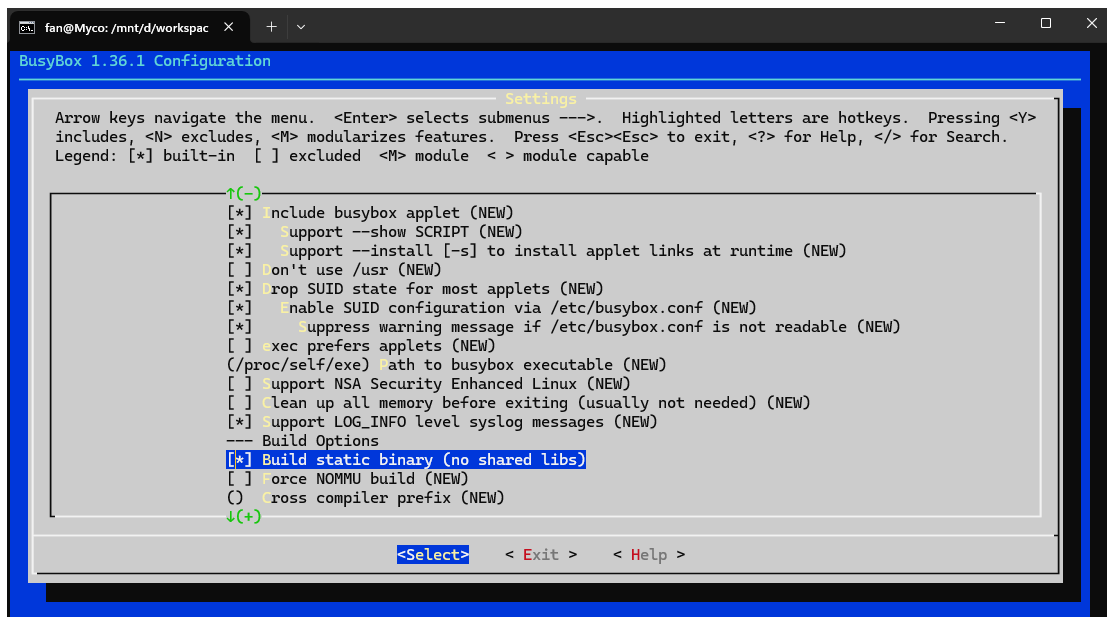 fan@Myco: /mnt/d/workspac
BusyBox 1.36.1 Configuration
Settings
Arrow keys navigate the menu.  <Enter> selects submenus --->.  Highlighted letters are hotkeys.  Pressing <Y>
includes, <N> excludes, <M> modularizes features.  Press <Esc><Esc> to exit, <?> for Help, </> for Search.
Legend: [*] built-in  [ ] excluded  <M> module  < > module capable
↑(-)
[*] Include busybox applet (NEW)
[*]   Support --show SCRIPT (NEW)
[*]   Support --install [-s] to install applet links at runtime (NEW)
[ ] Don't use /usr (NEW)
[*] Drop SUID state for most applets (NEW)
[*]   Enable SUID configuration via /etc/busybox.conf (NEW)
[*]     Suppress warning message if /etc/busybox.conf is not readable (NEW)
[ ] exec prefers applets (NEW)
(/proc/self/exe) Path to busybox executable (NEW)
[ ] Support NSA Security Enhanced Linux (NEW)
[ ] Clean up all memory before exiting (usually not needed) (NEW)
[*] Support LOG_INFO level syslog messages (NEW)
--- Build Options
[*] Build static binary (no shared libs)
[ ] Force NOMMU build (NEW)
()  Cross compiler prefix (NEW)
↓(+)
<Select>    < Exit >    < Help >